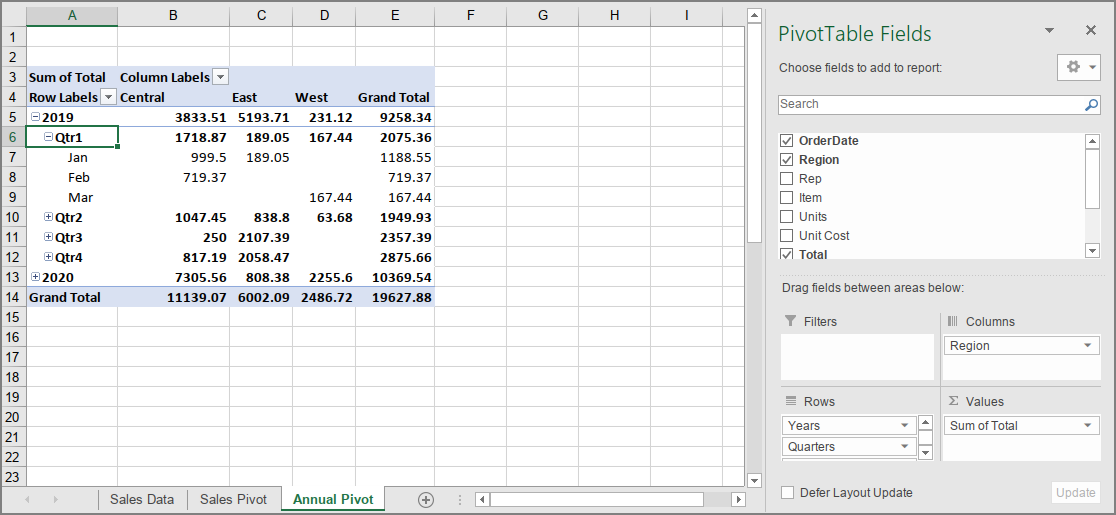 A B C D E F G H I
1
2
3 Sum of Total Column Labels
4 Row Labels Central East West Grand Total
5 2019 3833.51 5193.71 231.12 9258.34
6 Qtr1 1718.87 189.05 167.44 2075.36
7 Jan 999.5 189.05 1188.55
8 Feb 719.37 719.37
9 Mar 167.44 167.44
10 Qtr2 1047.45 838.8 63.68 1949.93
11 Qtr3 250 2107.39 2357.39
12 Qtr4 817.19 2058.47 2875.66
13 2020 7305.56 808.38 2255.6 10369.54
14 Grand Total 11139.07 6002.09 2486.72 19627.88
15
16
17
18
19
20
21
22
23
Sales Data Sales Pivot Annual Pivot
PivotTable Fields
Choose fields to add to report:
Search
OrderDate
Region
Rep
Item
Units
Unit Cost
Total
Drag fields between areas below:
Filters
Columns
Region
Rows
Years
Quarters
Σ Values
Sum of Total
Defer Layout Update Update